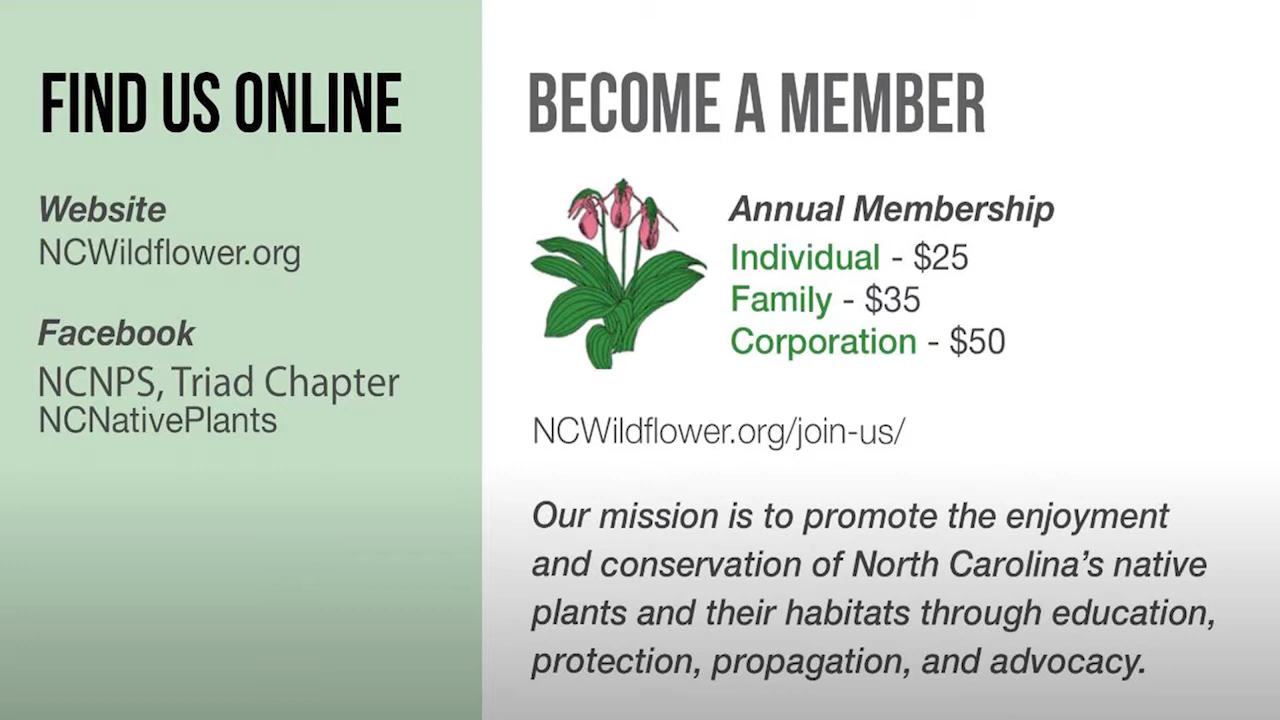 FIND US ONLINE
Website
NCWildflower.org
Facebook
NCNPS, Triad Chapter
NCNativePlants
BECOME A MEMBER
Annual Membership
Individual - $25
Family - $35
Corporation - $50
NCWildflower.org/join-us/
Our mission is to promote the enjoyment
and conservation of North Carolina's native
plants and their habitats through education,
protection, propagation, and advocacy.